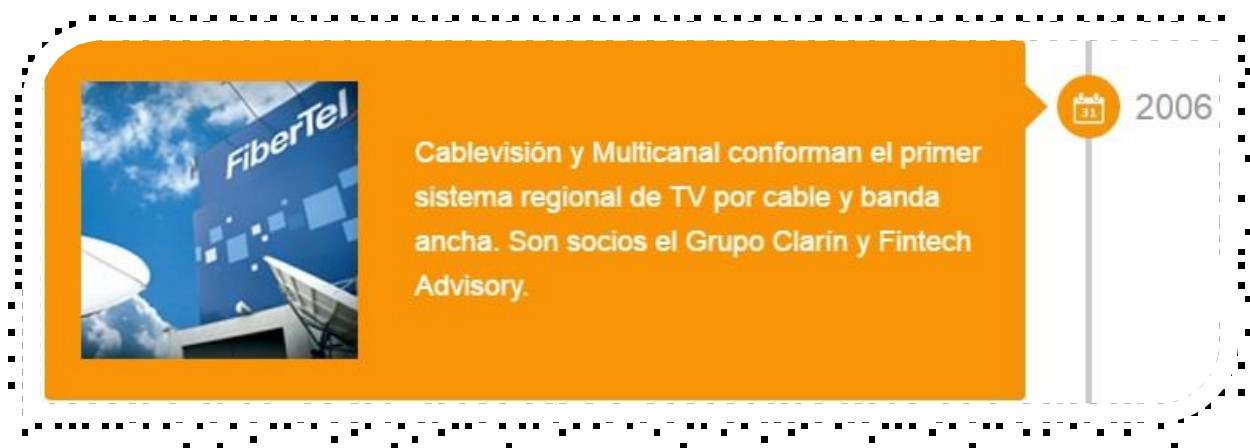 FiberTel
Cablevisión y Multicanal conforman el primer
sistema regional de TV por cable y banda
ancha. Son socios el Grupo Clarín y Fintech
Advisory.
31
2006